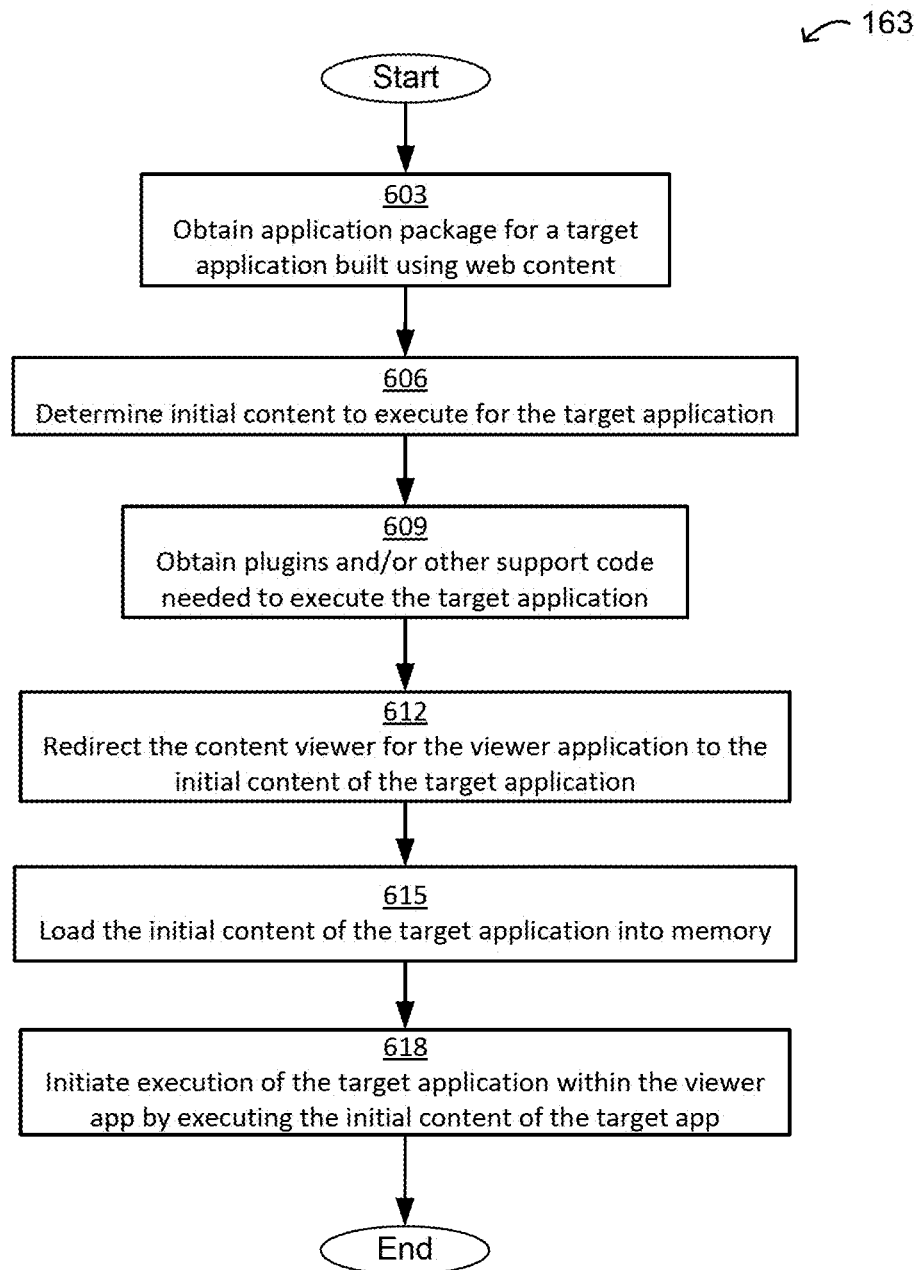 163
Start
603
Obtain application package for a target
application built using web content
606
Determine initial content to execute for the target application
609
Obtain plugins and/or other support code
needed to execute the target application
612
Redirect the content viewer for the viewer application to the
initial content of the target application
615
Load the initial content of the target application into memory
618
Initiate execution of the target application within the viewer
app by executing the initial content of the target app
End